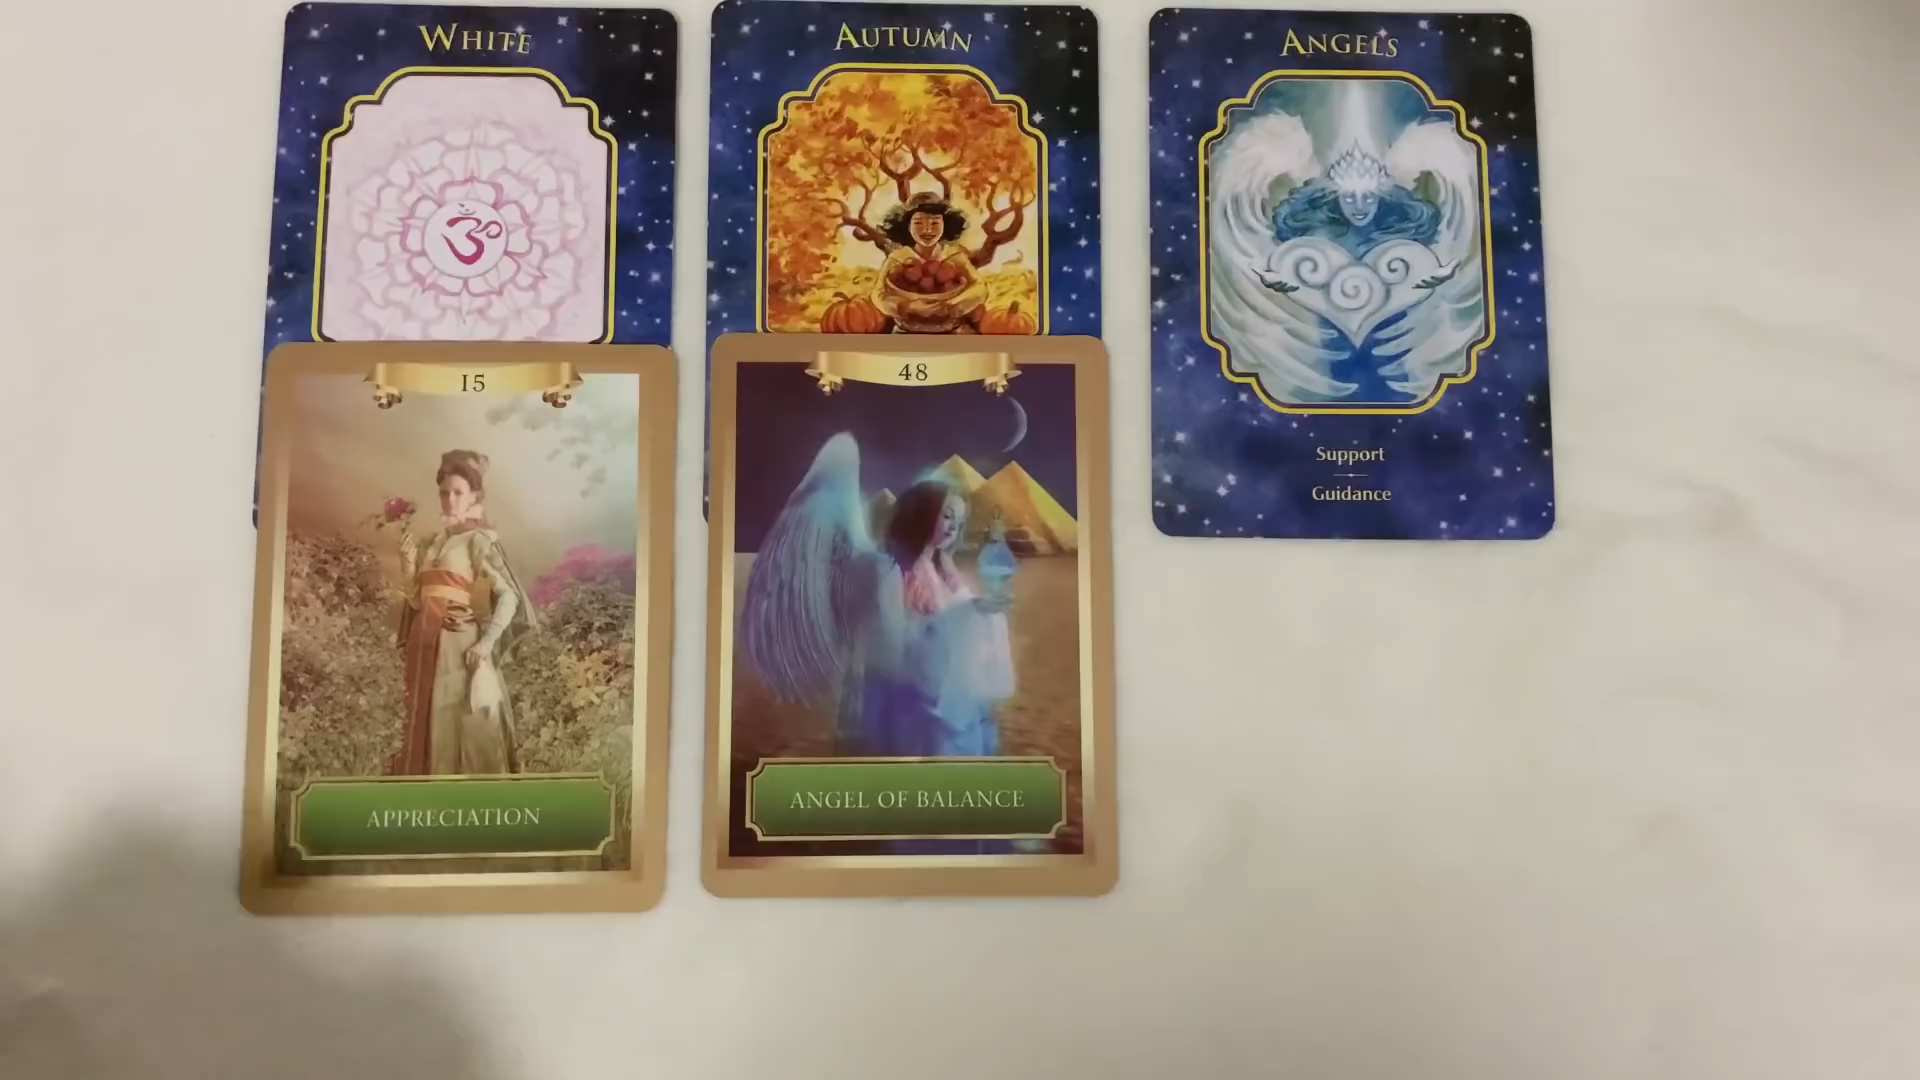 WHITE
AUTUMN
ANGELS
ॐ
Support
Guidance
15
APPRECIATION
48
ANGEL OF BALANCE